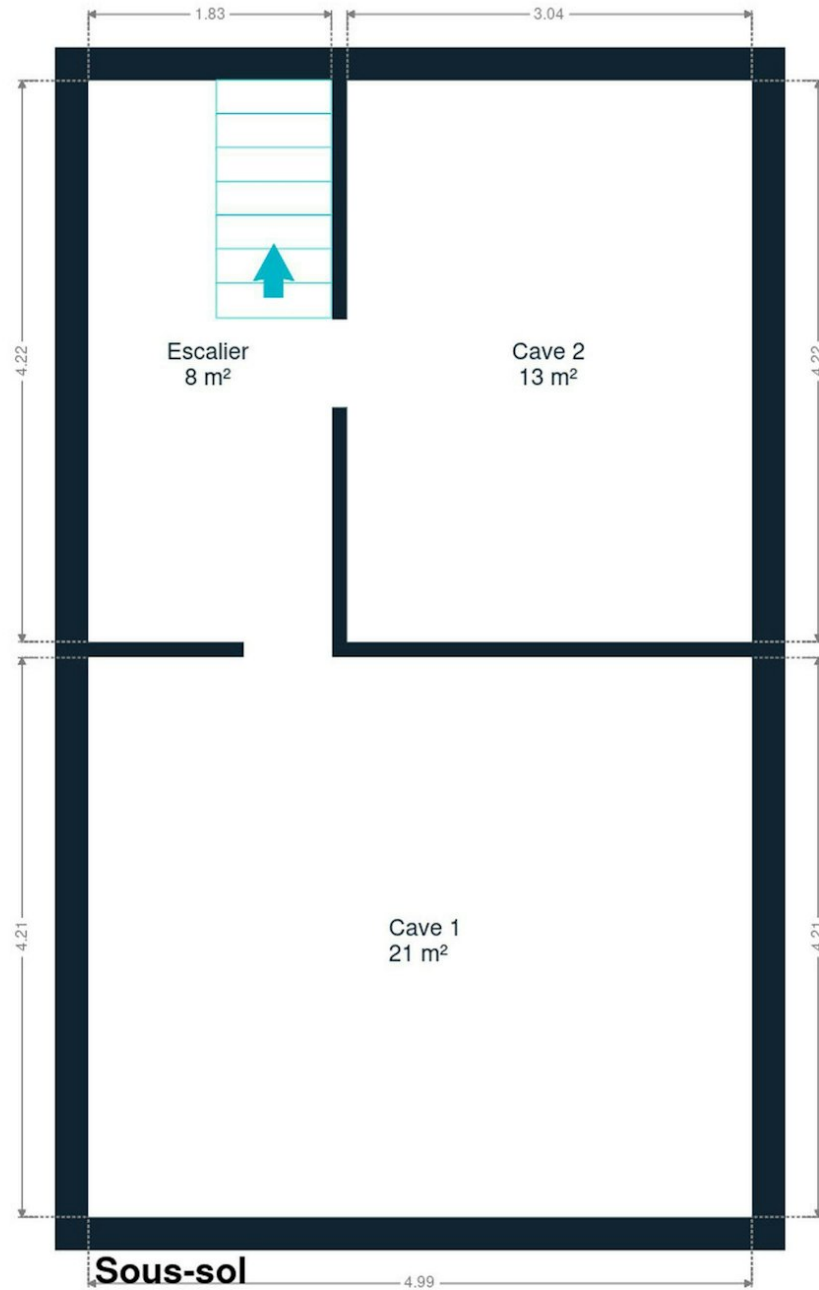 1.83
3.04
4.22
4.22
Escalier
8 m²
Cave 2
13 m²
4.21
4.21
Cave 1
21 m²
Sous-sol
4.99